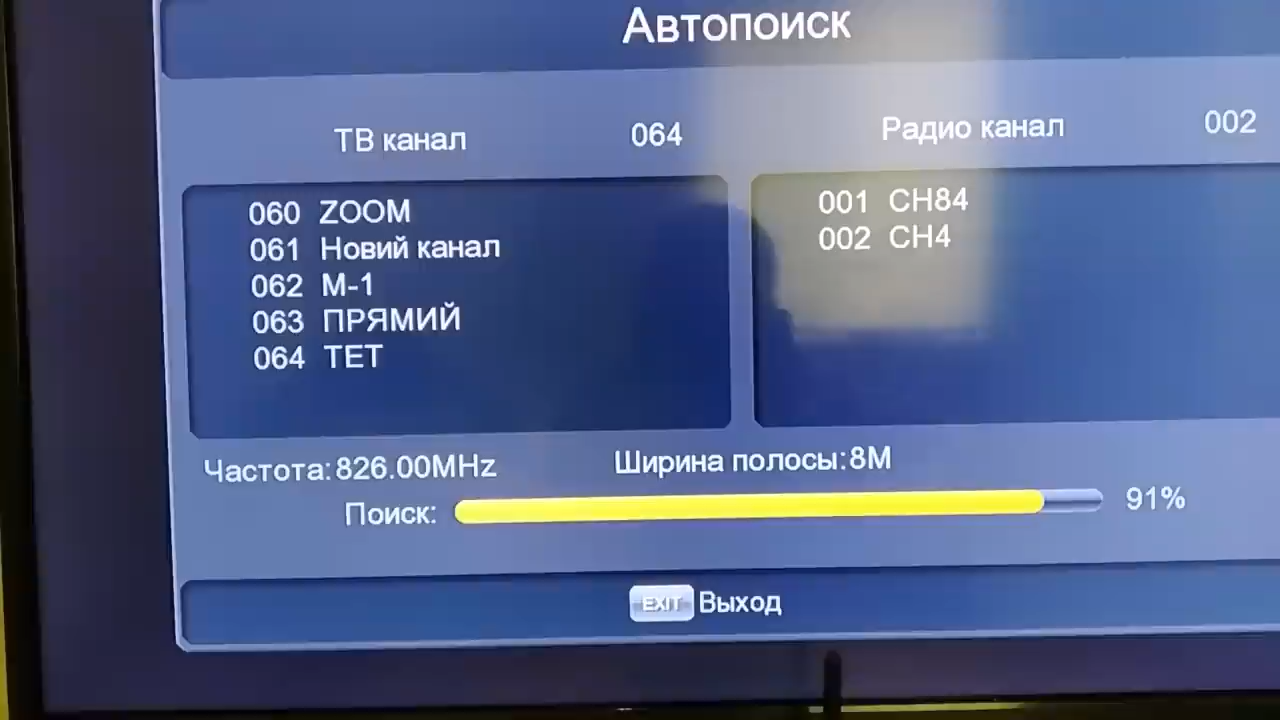 Автопоиск
ТВ канал 064 Радио канал 002
060 ZOOM
061 Новий канал
062 М-1
063 ПРЯМИЙ
064 ТЕТ
001 CH84
002 CH4
Частота:826.00MHz Ширина полосы:8M
Поиск: 91%
EXIT Выход